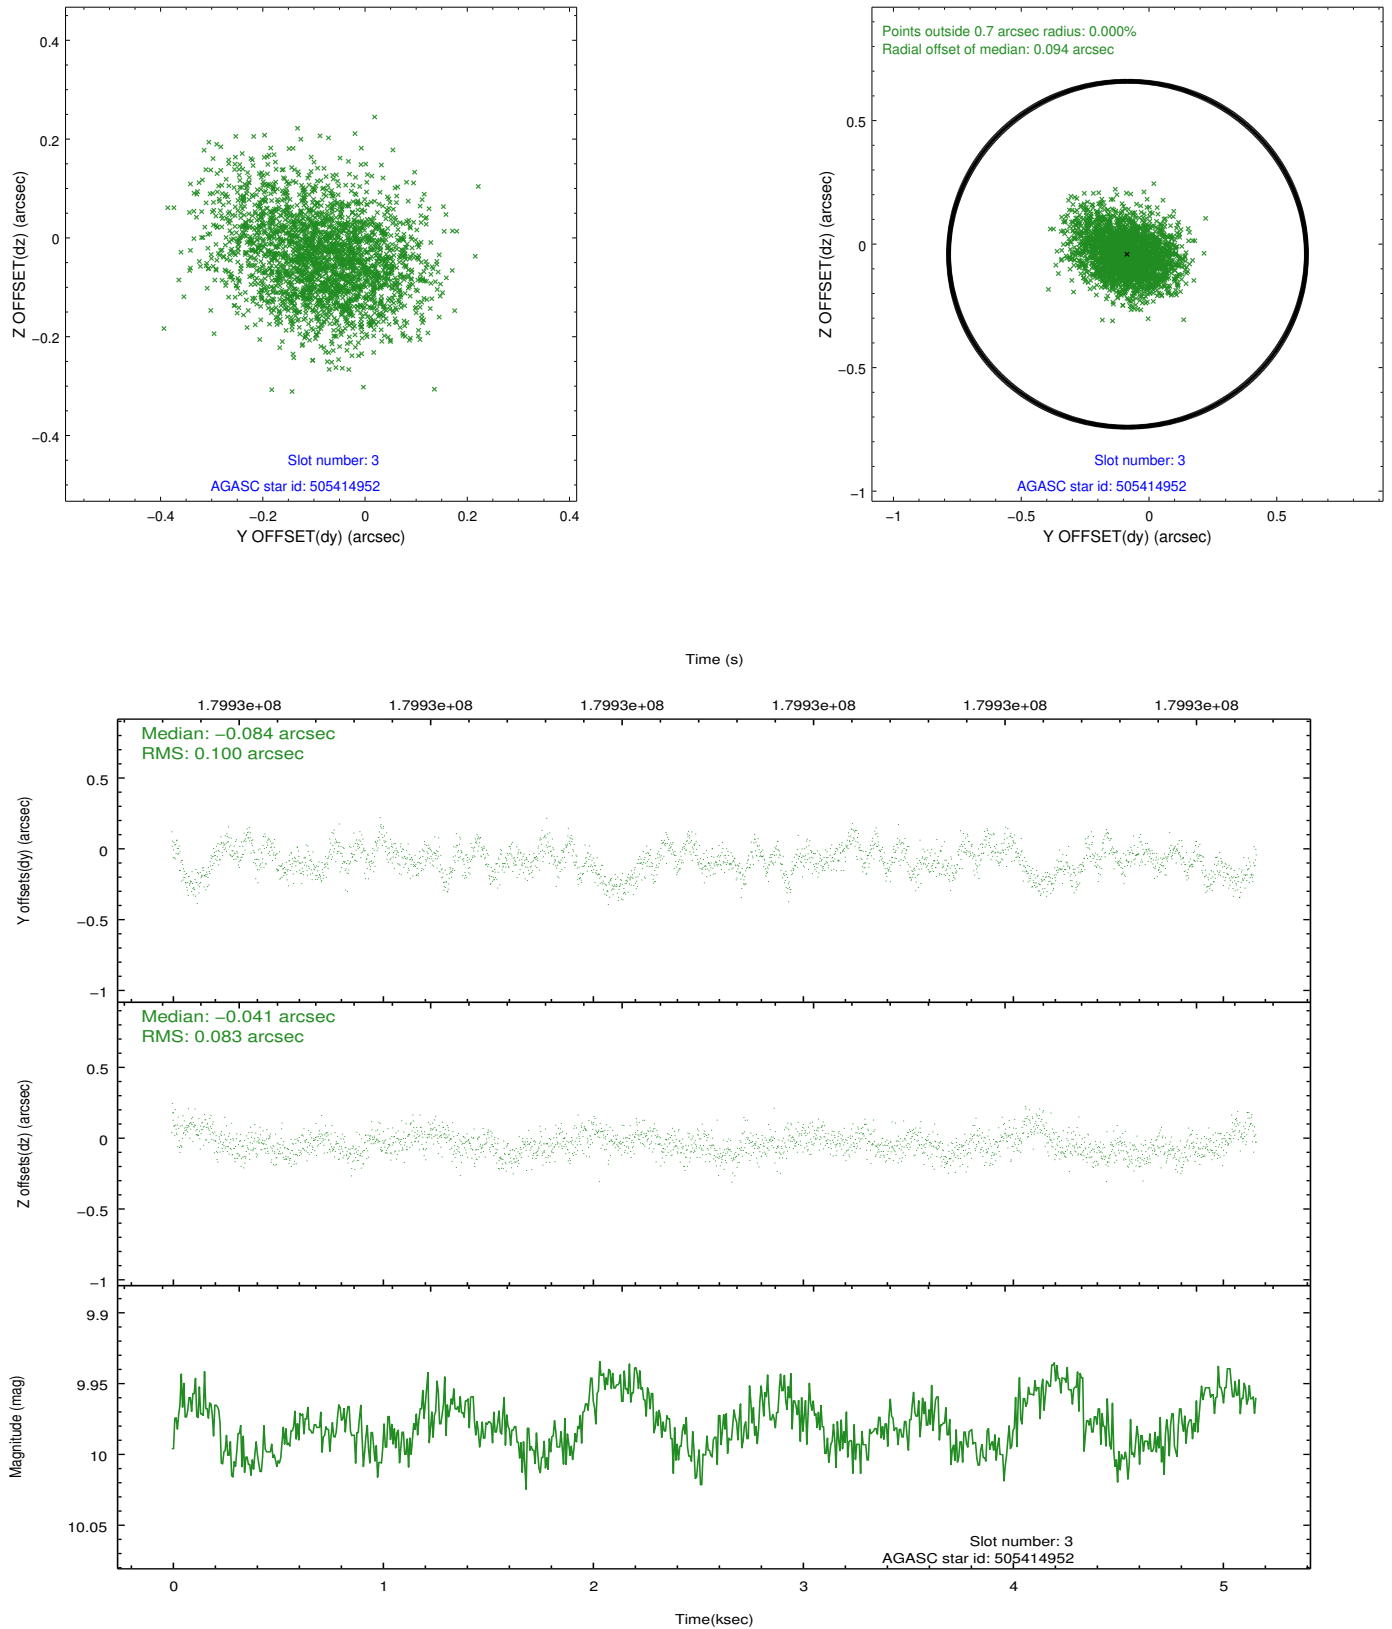 0.4
0.2
0
−0.2
−0.4
Z OFFSET(dz) (arcsec)
Slot number: 3
AGASC star id: 505414952
−0.4 −0.2 0 0.2 0.4
Y OFFSET(dy) (arcsec)
Points outside 0.7 arcsec radius: 0.000%
Radial offset of median: 0.094 arcsec
0.5
0
−0.5
−1
Z OFFSET(dz) (arcsec)
Slot number: 3
AGASC star id: 505414952
−1 −0.5 0 0.5
Y OFFSET(dy) (arcsec)
Time (s)
1.7993e+08 1.7993e+08 1.7993e+08 1.7993e+08 1.7993e+08 1.7993e+08
Median: −0.084 arcsec
RMS: 0.100 arcsec
0.5
0
−0.5
−1
Y offsets(dy) (arcsec)
Median: −0.041 arcsec
RMS: 0.083 arcsec
0.5
0
−0.5
−1
Z offsets(dz) (arcsec)
9.9
9.95
10
10.05
Magnitude (mag)
Slot number: 3
AGASC star id: 505414952
0 1 2 3 4 5
Time(ksec)